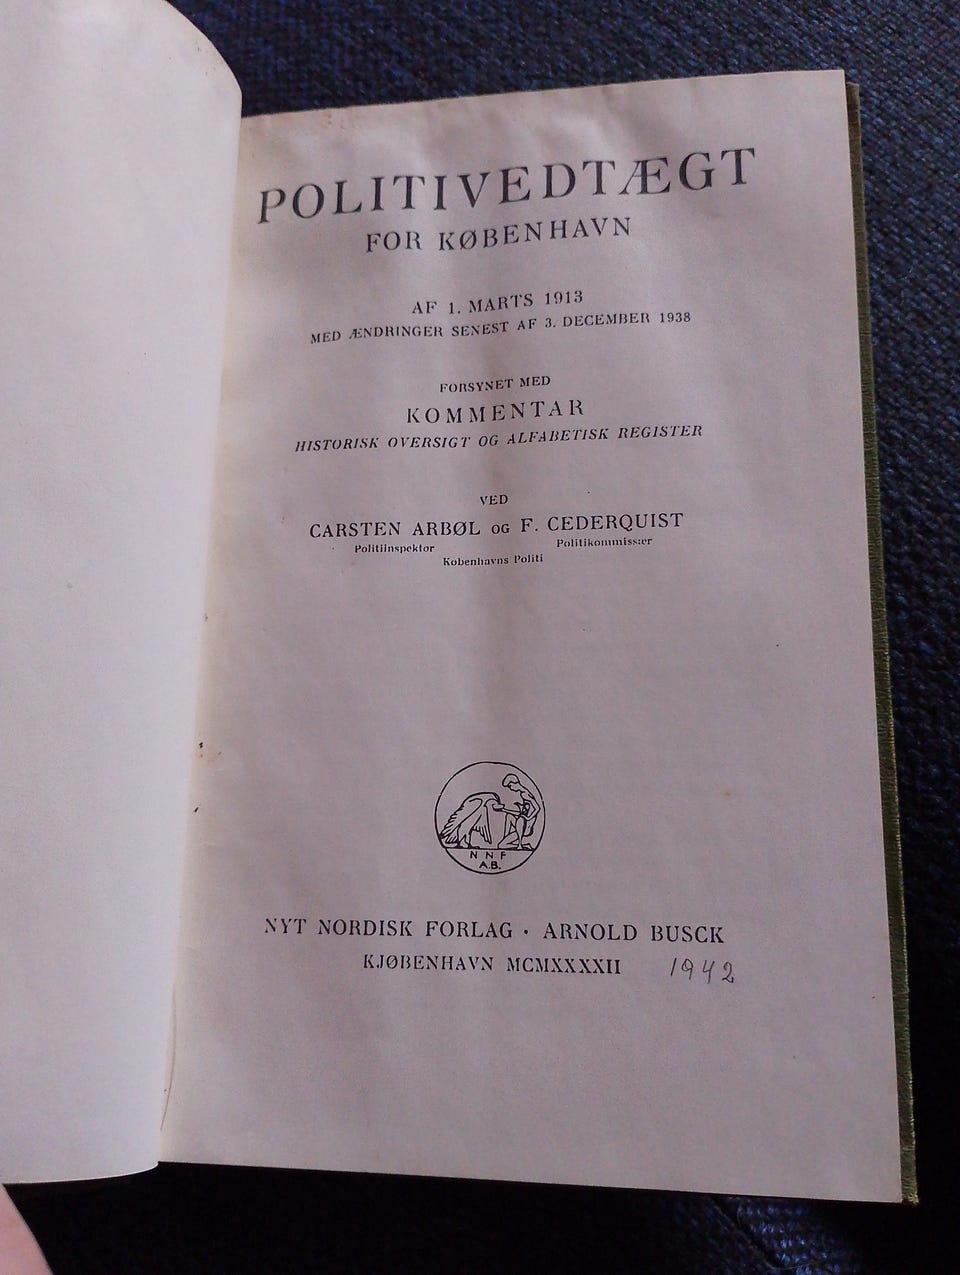 POLITIVEDTÆGT
FOR KØBENHAVN
AF 1. MARTS 1913
MED ÆNDRINGER SENEST AF 3. DECEMBER 1938
FORSYNET MED
KOMMENTAR
HISTORISK OVERSIGT OG ALFABETISK REGISTER
VED
CARSTEN ARBØL OG F. CEDERQUIST
Politiinspektør Politikommissær
Københavns Politi
N N F
A.B.
NYT NORDISK FORLAG · ARNOLD BUSCK
KJØBENHAVN MCMXXXXII 1942